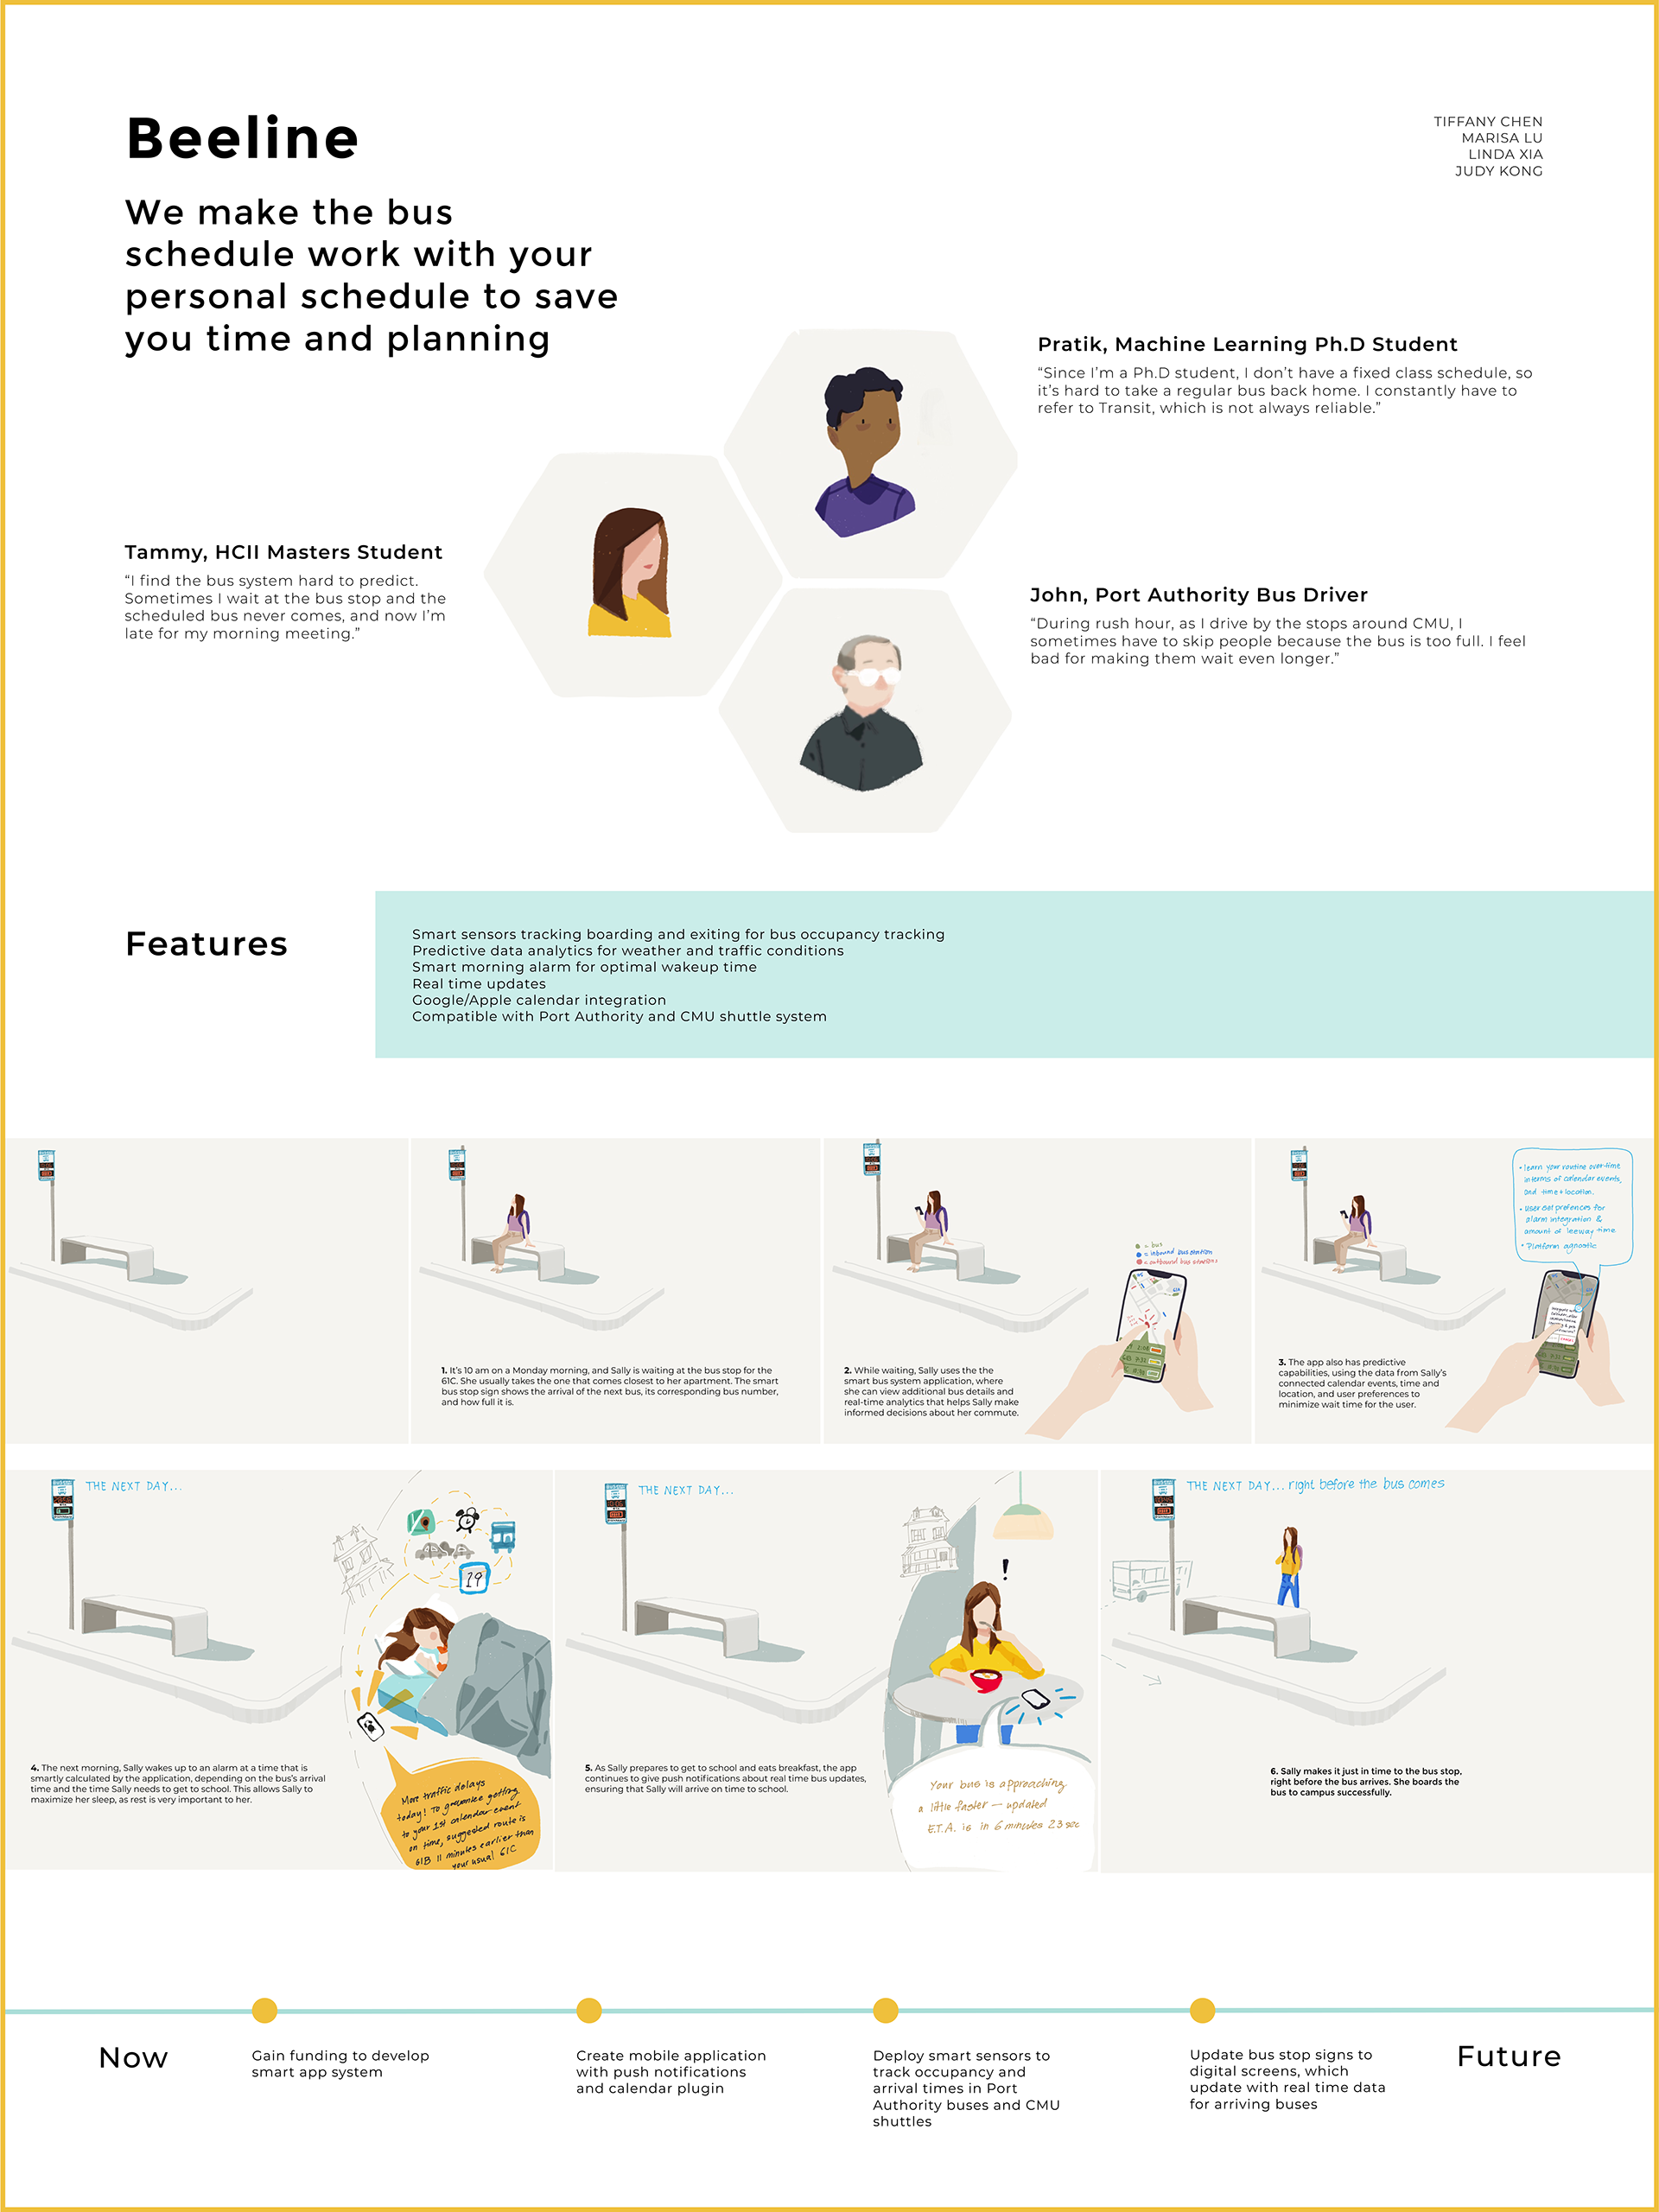 Beeline
TIFFANY CHEN
MARISA LU
LINDA XIA
JUDY KONG
We make the bus
schedule work with your
personal schedule to save
you time and planning
Pratik, Machine Learning Ph.D Student
“Since I’m a Ph.D student, I don’t have a fixed class schedule, so
it’s hard to take a regular bus back home. I constantly have to
refer to Transit, which is not always reliable.”
Tammy, HCII Masters Student
“I find the bus system hard to predict.
Sometimes I wait at the bus stop and the
scheduled bus never comes, and now I’m
late for my morning meeting.”
John, Port Authority Bus Driver
“During rush hour, as I drive by the stops around CMU, I
sometimes have to skip people because the bus is too full. I feel
bad for making them wait even longer.”
Features
Smart sensors tracking boarding and exiting for bus occupancy tracking
Predictive data analytics for weather and traffic conditions
Smart morning alarm for optimal wakeup time
Real time updates
Google/Apple calendar integration
Compatible with Port Authority and CMU shuttle system
1. It’s 10 am on a Monday morning, and Sally is waiting at the bus stop for the
61C. She usually takes the one that comes closest to her apartment. The smart
bus stop sign shows the arrival of the next bus, its corresponding bus number,
and how full it is.
= bus
= inbound bus station
= outbound bus stations
2. While waiting, Sally uses the the
smart bus system application, where
she can view additional bus details and
real-time analytics that helps Sally make
informed decisions about her commute.
• learn your routine over-time
in terms of calendar events,
and time + location.
• User set prefences for
alarm integration &
amount of leeway time
• Platform agnostic
3. The app also has predictive
capabilities, using the data from Sally’s
connected calendar events, time and
location, and user preferences to
minimize wait time for the user.
THE NEXT DAY...
19
4. The next morning, Sally wakes up to an alarm at a time that is
smartly calculated by the application, depending on the bus’s arrival
time and the time Sally needs to get to school. This allows Sally to
maximize her sleep, as rest is very important to her.
More traffic delays
today! To guarantee getting
to your 1st calendar event
on time, suggested route is
61B 11 minutes earlier than
your usual 61C
THE NEXT DAY...
!
5. As Sally prepares to get to school and eats breakfast, the app
continues to give push notifications about real time bus updates,
ensuring that Sally will arrive on time to school.
Your bus is approaching
a little faster — updated
E.T.A. is in 6 minutes 23 sec
THE NEXT DAY... right before the bus comes
6. Sally makes it just in time to the bus stop,
right before the bus arrives. She boards the
bus to campus successfully.
Now
Gain funding to develop
smart app system
Create mobile application
with push notifications
and calendar plugin
Deploy smart sensors to
track occupancy and
arrival times in Port
Authority buses and CMU
shuttles
Update bus stop signs to
digital screens, which
update with real time data
for arriving buses
Future